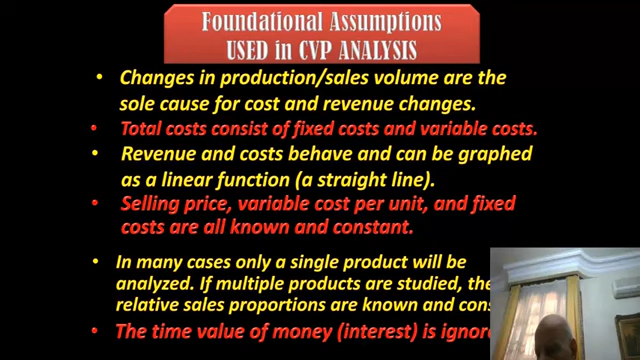 Foundational Assumptions
USED in CVP ANALYSIS
• Changes in production/sales volume are the
sole cause for cost and revenue changes.
• Total costs consist of fixed costs and variable costs.
• Revenue and costs behave and can be graphed
as a linear function (a straight line).
• Selling price, variable cost per unit, and fixed
costs are all known and constant.
• In many cases only a single product will be
analyzed. If multiple products are studied,
relative sales proportions are known and
• The time value of money (interest) is